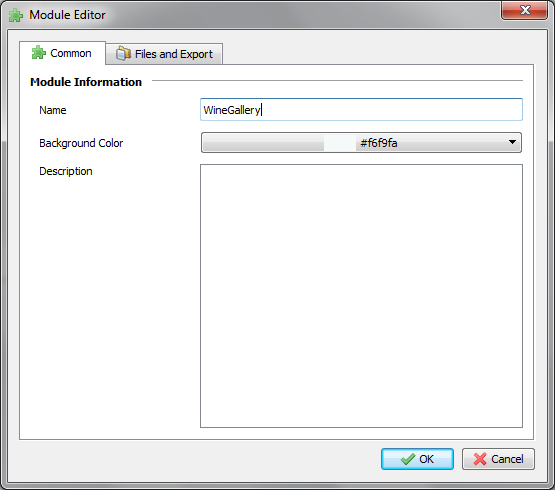 Module Editor
Common
Files and Export
Module Information
Name
WineGallery
Background Color
#f6f9fa
Description
OK
Cancel